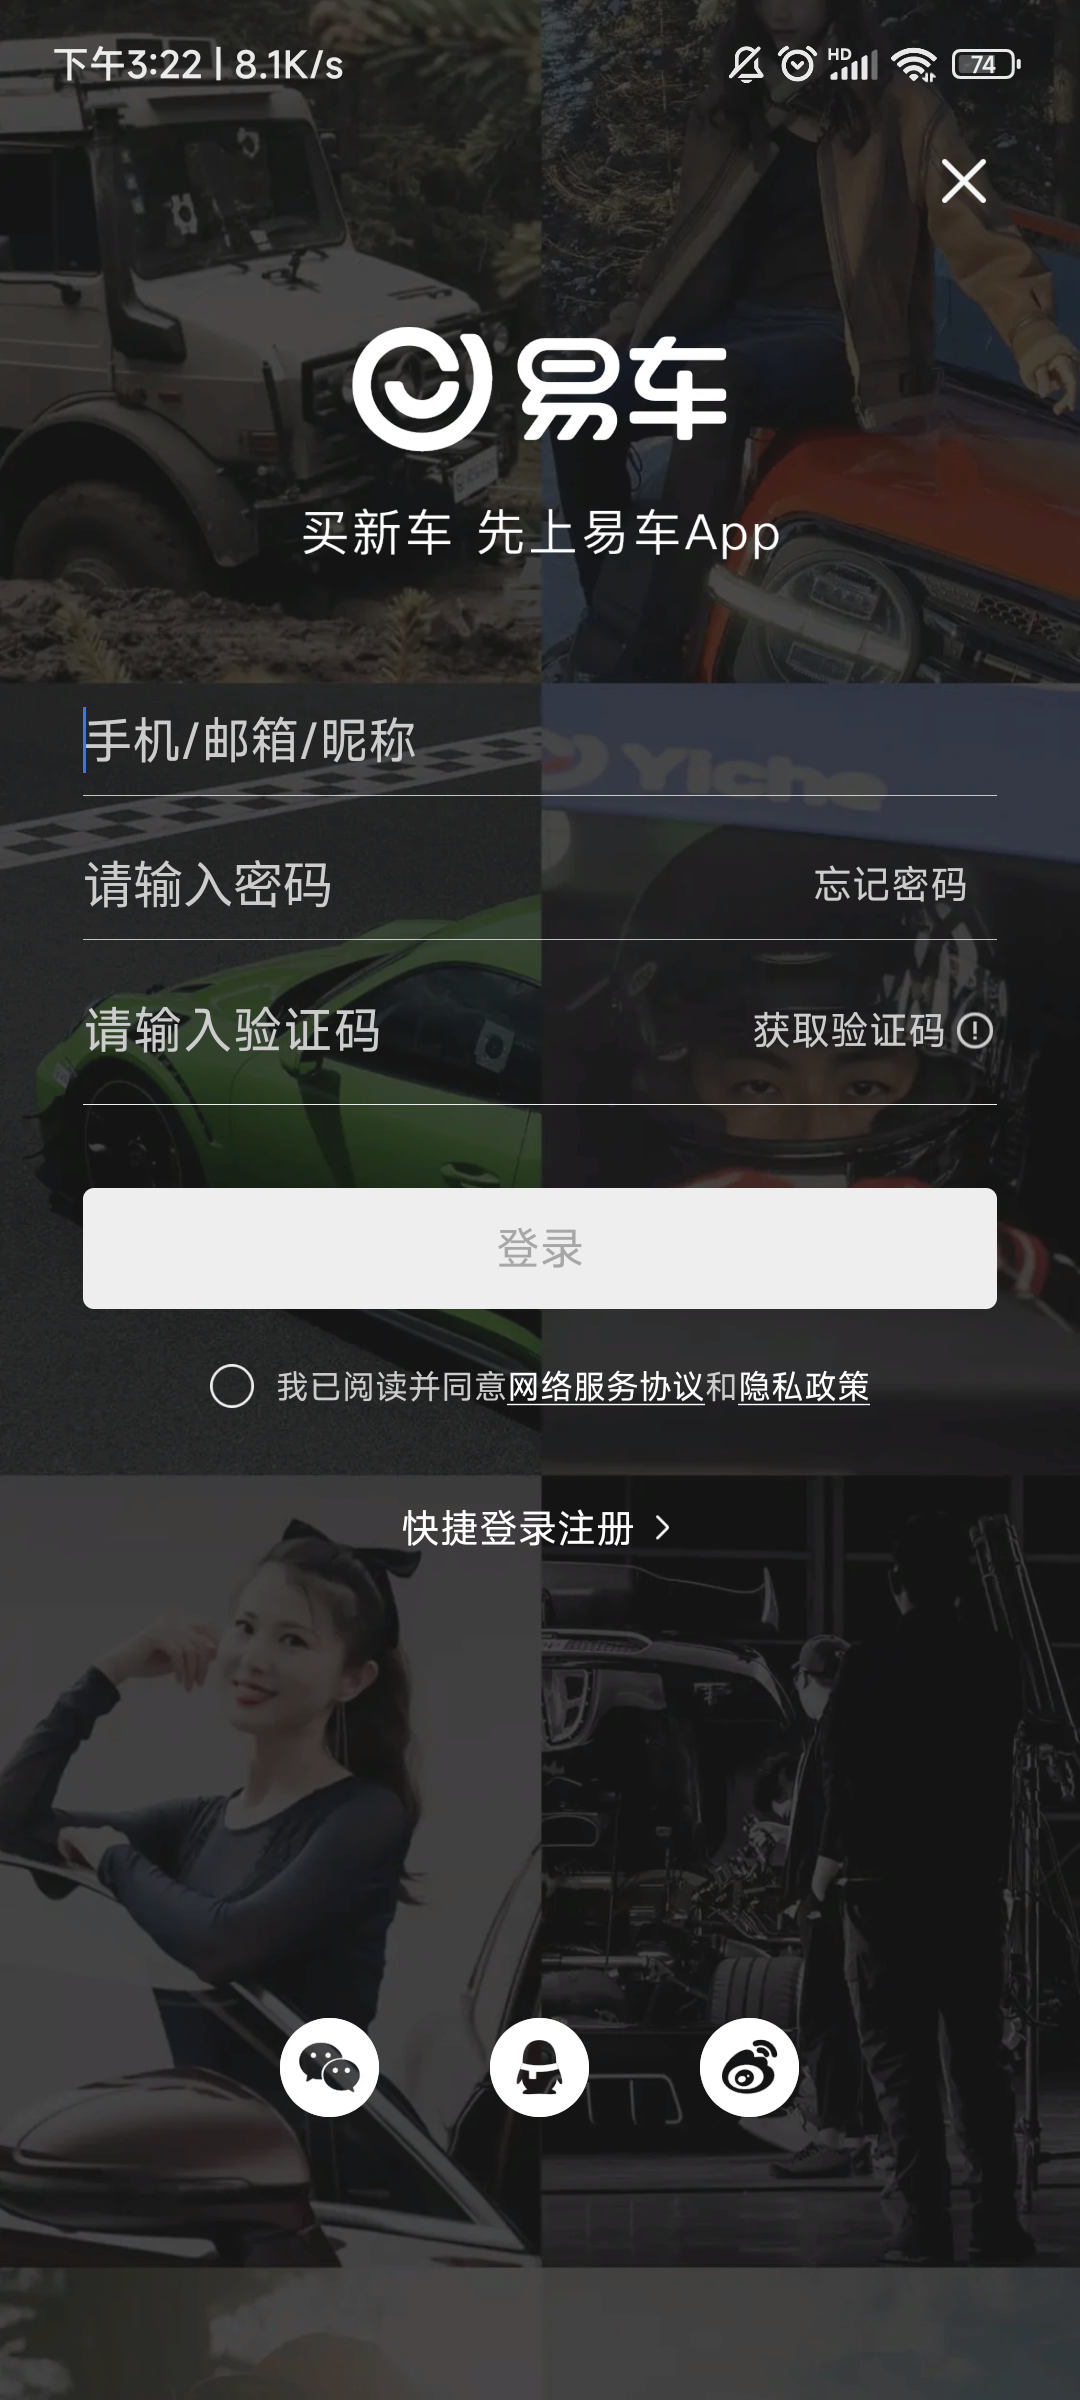 下午3:22 | 8.1K/s
HD
74
易车
买新车 先上易车App
手机/邮箱/昵称
Yiche
请输入密码
忘记密码
请输入验证码
获取验证码
登录
我已阅读并同意网络服务协议和隐私政策
快捷登录注册